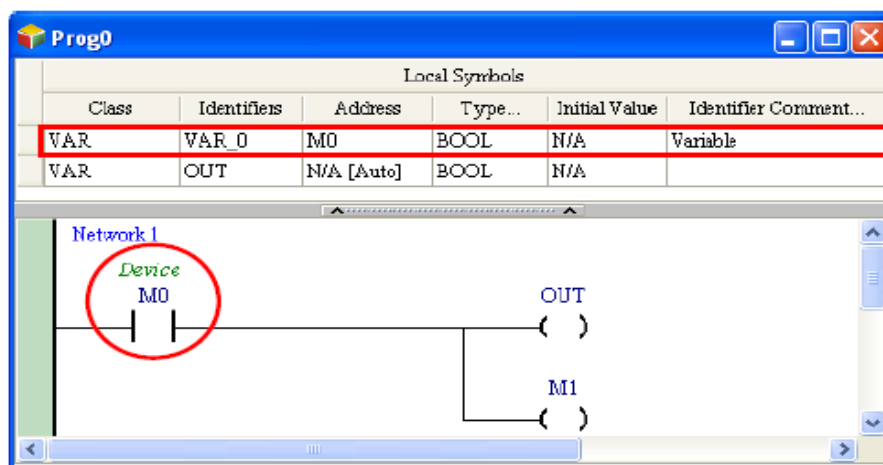 Prog0
Local Symbols
Class Identifiers Address Type... Initial Value Identifier Comment...
VAR VAR_0 M0 BOOL N/A Variable
VAR OUT N/A [Auto] BOOL N/A
Network 1
Device
M0 OUT
M1